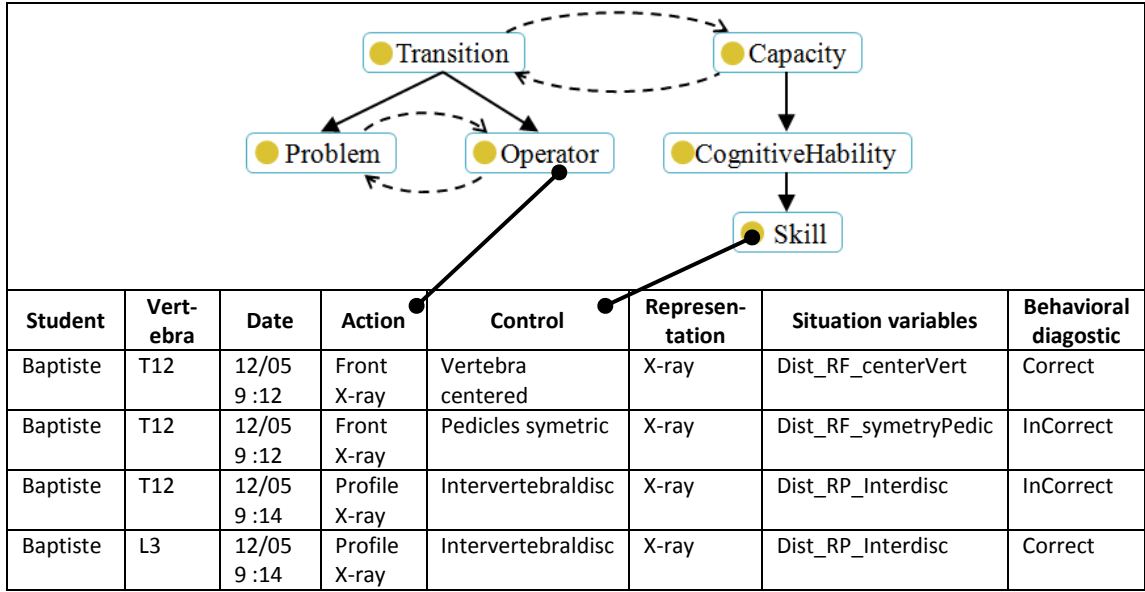 Transition Capacity
Problem Operator CognitiveHability
Skill
Student Vert- Date Action Control Represen- Situation variables Behavioral
ebra tation diagostic
Baptiste T12 12/05 Front Vertebra X-ray Dist_RF_centerVert Correct
9 :12 X-ray centered
Baptiste T12 12/05 Front Pedicles symetric X-ray Dist_RF_symetryPedic InCorrect
9 :12 X-ray
Baptiste T12 12/05 Profile Intervertebraldisc X-ray Dist_RP_Interdisc InCorrect
9 :14 X-ray
Baptiste L3 12/05 Profile Intervertebraldisc X-ray Dist_RP_Interdisc Correct
9 :14 X-ray